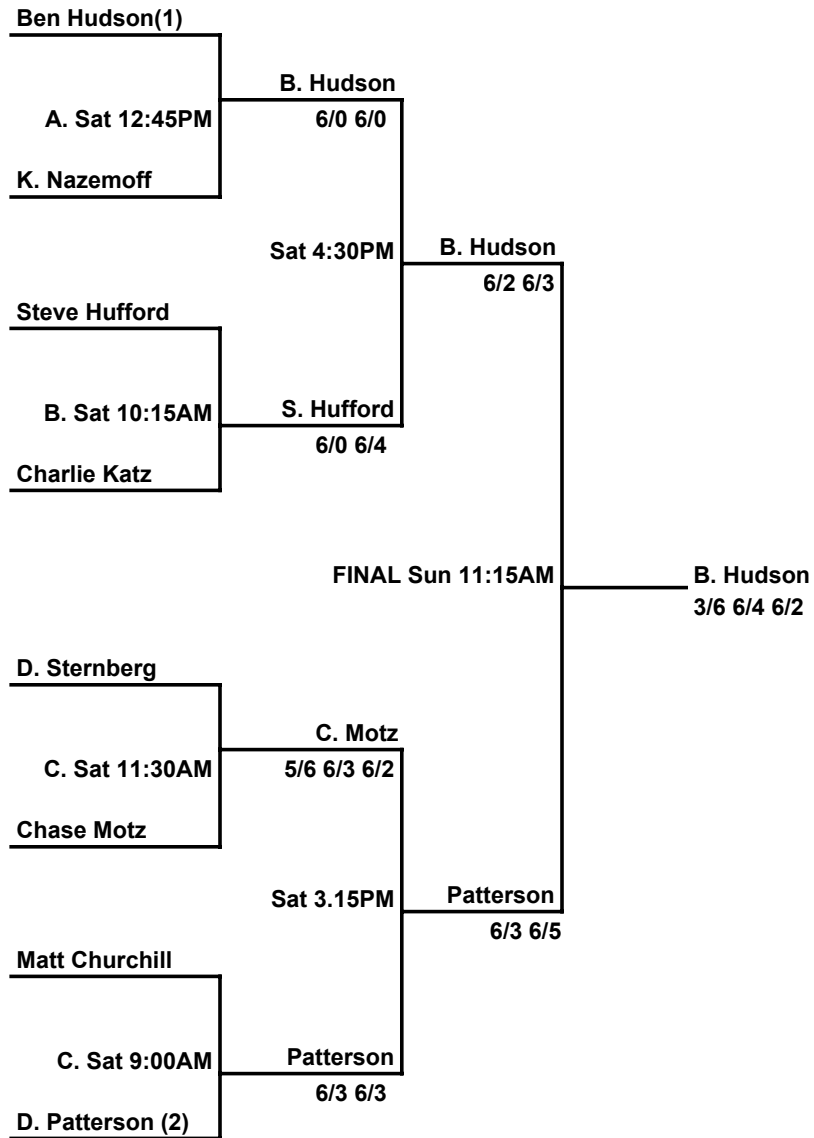 Ben Hudson(1)
B. Hudson
A. Sat 12:45PM
6/0 6/0
K. Nazemoff
Sat 4:30PM
B. Hudson
6/2 6/3
Steve Hufford
B. Sat 10:15AM
S. Hufford
6/0 6/4
Charlie Katz
FINAL Sun 11:15AM
B. Hudson
3/6 6/4 6/2
D. Sternberg
C. Motz
C. Sat 11:30AM
5/6 6/3 6/2
Chase Motz
Sat 3.15PM
Patterson
6/3 6/5
Matt Churchill
C. Sat 9:00AM
Patterson
6/3 6/3
D. Patterson (2)